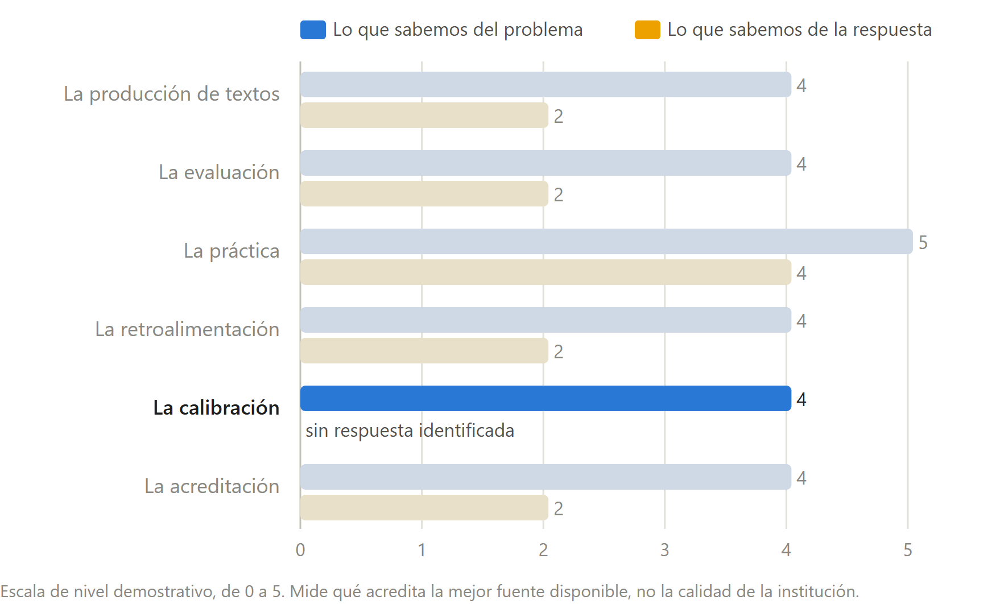 Lo que sabemos del problema
Lo que sabemos de la respuesta
La producción de textos
4
2
La evaluación
4
2
La práctica
5
4
La retroalimentación
4
2
La calibración
4
sin respuesta identificada
La acreditación
4
2
0 1 2 3 4 5
Escala de nivel demostrativo, de 0 a 5. Mide qué acredita la mejor fuente disponible, no la calidad de la institución.